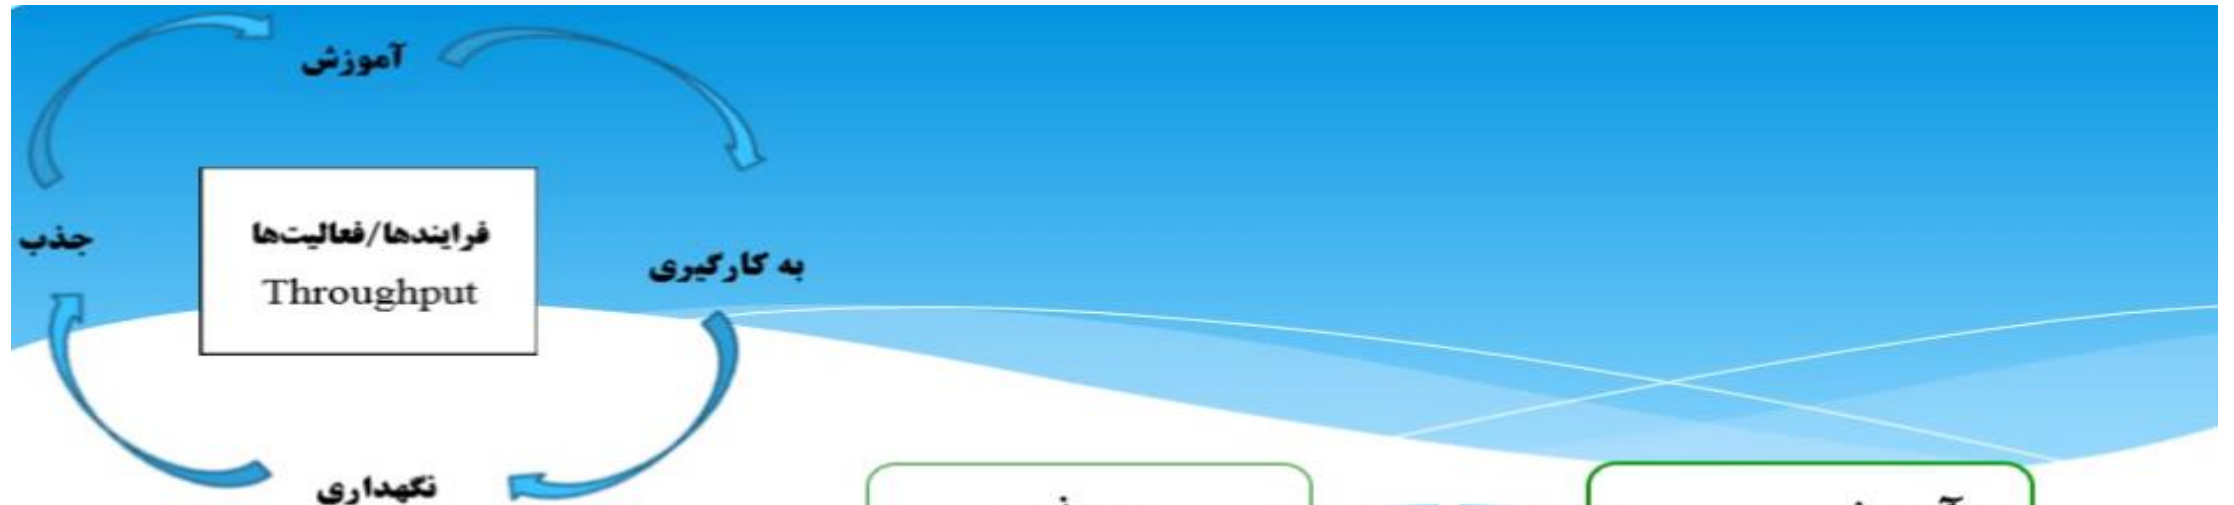 آموزش
جذب
فرایندها/فعالیت‌ها
Throughput
به کارگیری
نگهداری